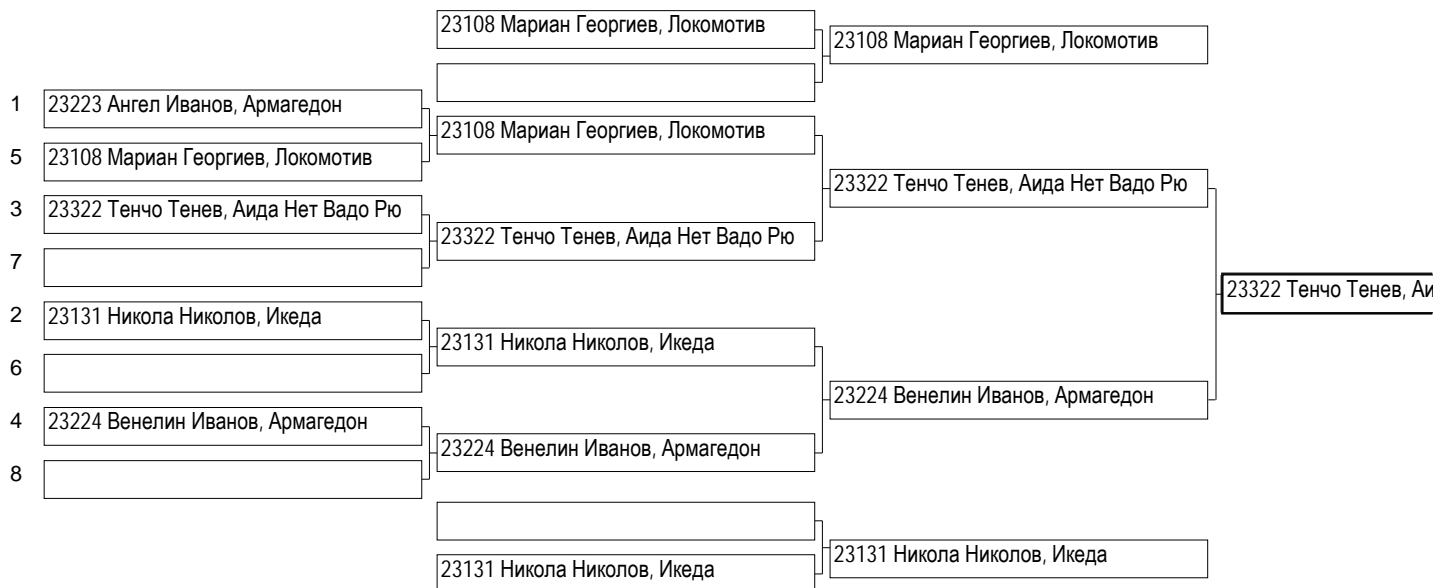 23108 Мариан Георгиев, Локомотив
23108 Мариан Георгиев, Локомотив
1 23223 Ангел Иванов, Армагедон
23108 Мариан Георгиев, Локомотив
5 23108 Мариан Георгиев, Локомотив
23322 Тенчо Тенев, Аида Нет Вадо Рю
3 23322 Тенчо Тенев, Аида Нет Вадо Рю
23322 Тенчо Тенев, Аида Нет Вадо Рю
7
23322 Тенчо Тенев, Аи
2 23131 Никола Николов, Икеда
23131 Никола Николов, Икеда
6
23224 Венелин Иванов, Армагедон
4 23224 Венелин Иванов, Армагедон
23224 Венелин Иванов, Армагедон
8
23131 Никола Николов, Икеда
23131 Никола Николов, Икеда